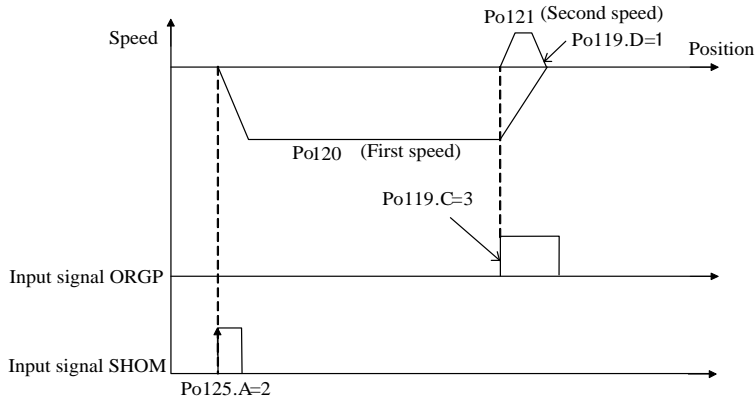 Po121 (Second speed)
Speed
Po119.D=1
Position
Po120 (First speed)
Po119.C=3
Input signal ORGP
Input signal SHOM
Po125.A=2